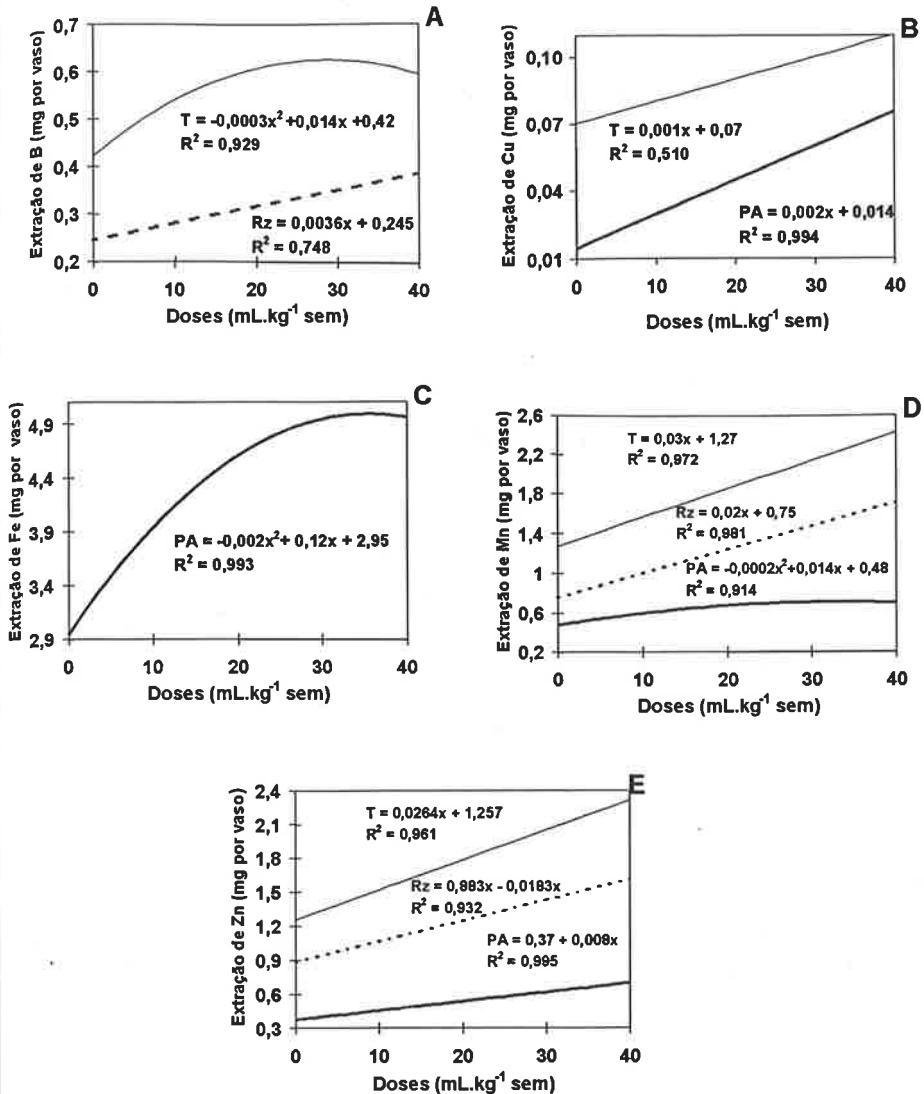 A
Extração de B (mg por vaso)
0,7
0,6
0,5
0,4
0,3
0,2
T = -0,0003x² +0,014x +0,42
R² = 0,929
Rz = 0,0036x + 0,245
R² = 0,748
0 10 20 30 40
Doses (mL.kg⁻¹ sem)
B
Extração de Cu (mg por vaso)
0,10
0,07
0,04
0,01
T = 0,001x + 0,07
R² = 0,510
PA = 0,002x + 0,014
R² = 0,994
0 10 20 30 40
Doses (mL.kg⁻¹ sem)
C
Extração de Fe (mg por vaso)
4,9
4,4
3,9
3,4
2,9
PA = -0,002x² + 0,12x + 2,95
R² = 0,993
0 10 20 30 40
Doses (mL.kg⁻¹ sem)
D
Extração de Mn (mg por vaso)
2,6
2,2
1,8
1,4
1
0,6
0,2
T = 0,03x + 1,27
R² = 0,972
Rz = 0,02x + 0,75
R² = 0,981
PA = -0,0002x²+0,014x + 0,48
R² = 0,914
0 10 20 30 40
Doses (mL.kg⁻¹ sem)
E
Extração de Zn (mg por vaso)
2,4
2,1
1,8
1,5
1,2
0,9
0,6
0,3
T = 0,0264x + 1,257
R² = 0,961
Rz = 0,883x - 0,0183x
R² = 0,932
PA = 0,37 + 0,008x
R² = 0,995
0 10 20 30 40
Doses (mL.kg⁻¹ sem)